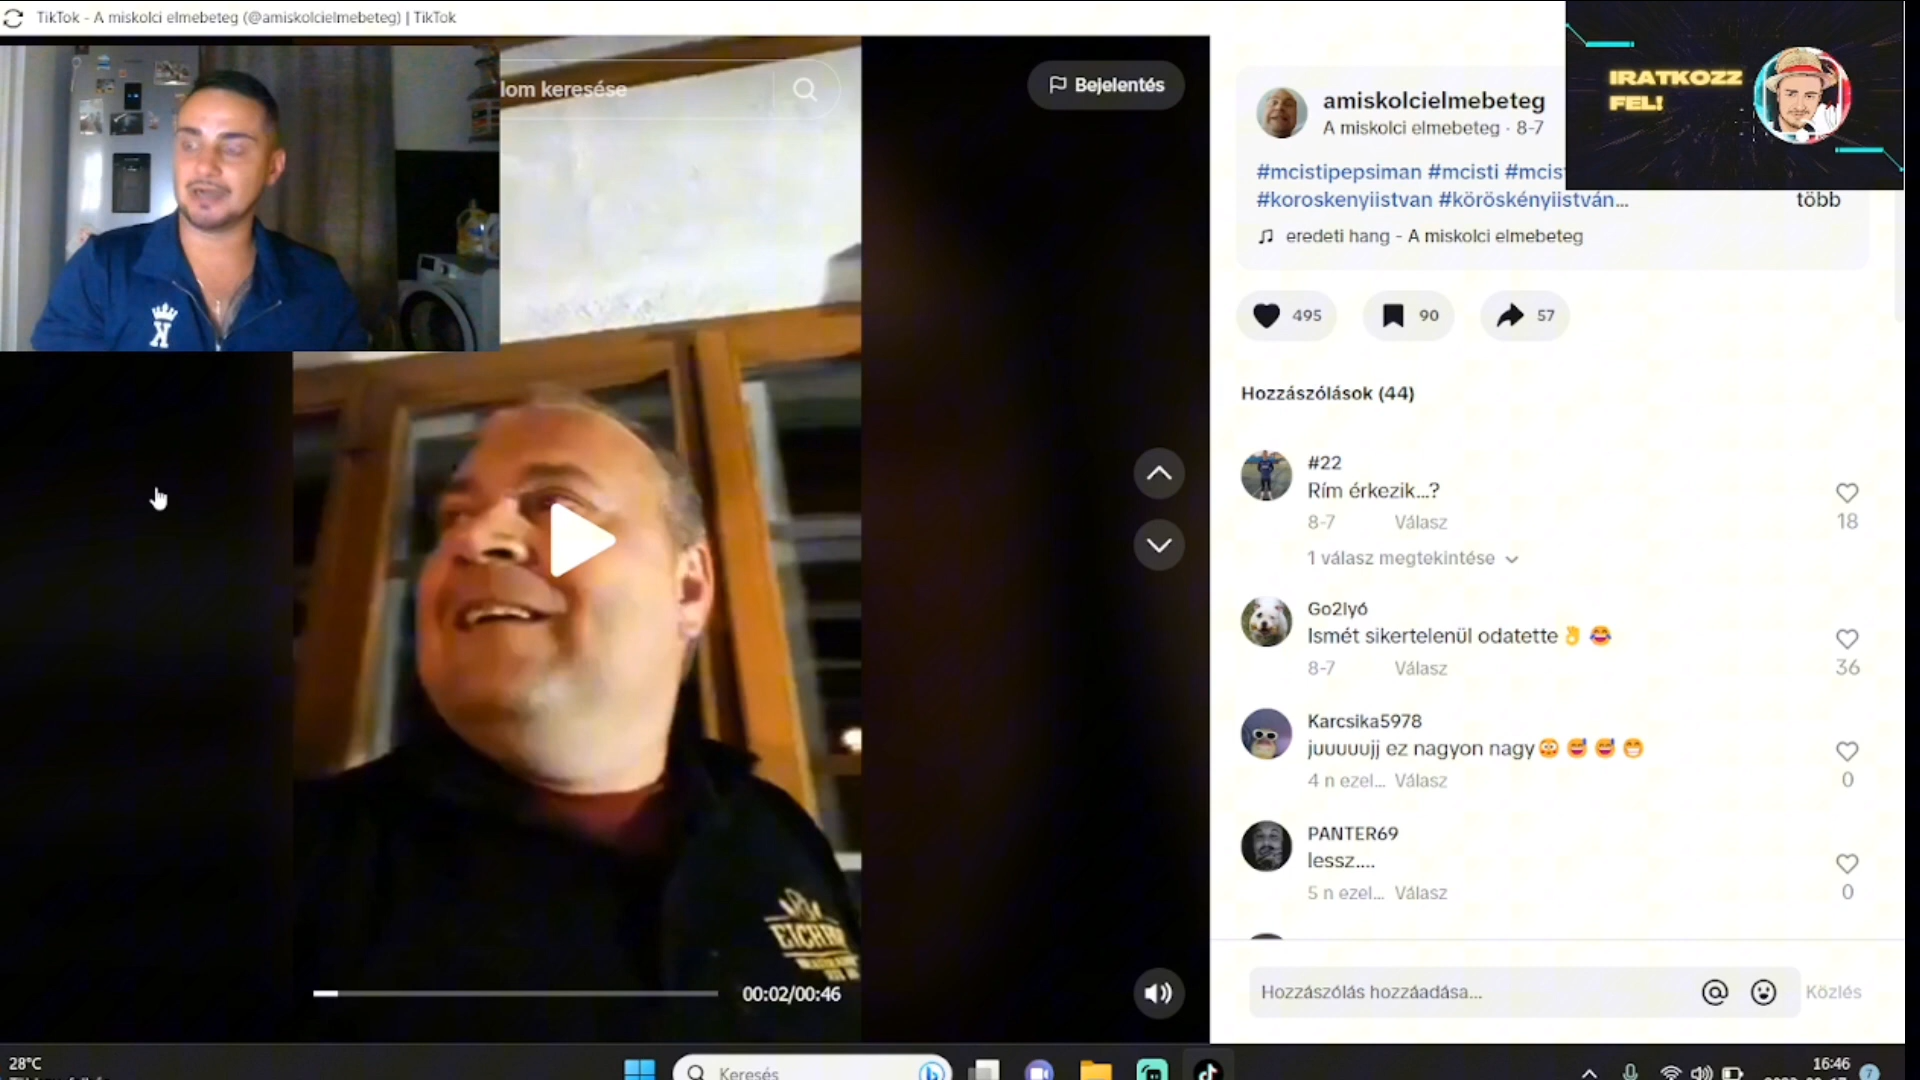 TikTok - A miskolci elmebeteg (@amiskolcielmebeteg) | TikTok
lom keresése
Bejelentés
IRATKOZZ
FEL!
amiskolcielmebeteg
A miskolci elmebeteg · 8-7
#mcistipepsiman #mcisti #mcist
#koroskenyiistvan #köröskényiistván...
több
eredeti hang - A miskolci elmebeteg
495
90
57
Hozzászólások (44)
#22
Rím érkezik...?
8-7 Válasz
18
1 válasz megtekintése
Go2lyó
Ismét sikertelenül odatette👌😂
36
8-7 Válasz
Karcsika5978
juuuuujj ez nagyon nagy😳😅😅😁
4 n ezel... Válasz
0
PANTER69
lessz....
5 n ezel... Válasz
0
K
00:02/00:46
Hozzászólás hozzáadása...
Közlés
28°C
Keresés
16:46
7